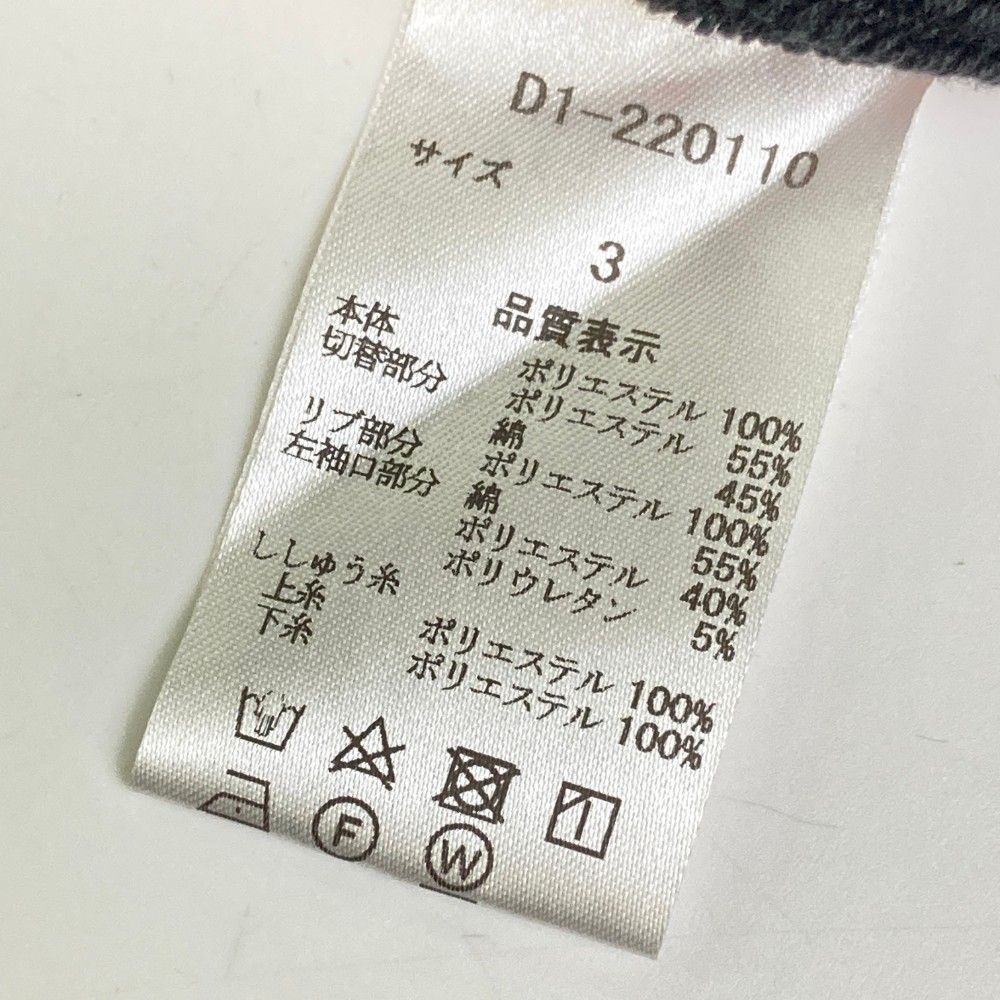 D1-220110
サイズ
3
品質表示
本体 ポリエステル 100%
切替部分 ポリエステル 55%
綿 45%
リブ部分 ポリエステル 100%
左袖口部分 綿 55%
ポリエステル 40%
ポリウレタン 5%
ししゅう糸
上糸 ポリエステル 100%
下糸 ポリエステル 100%
F
W